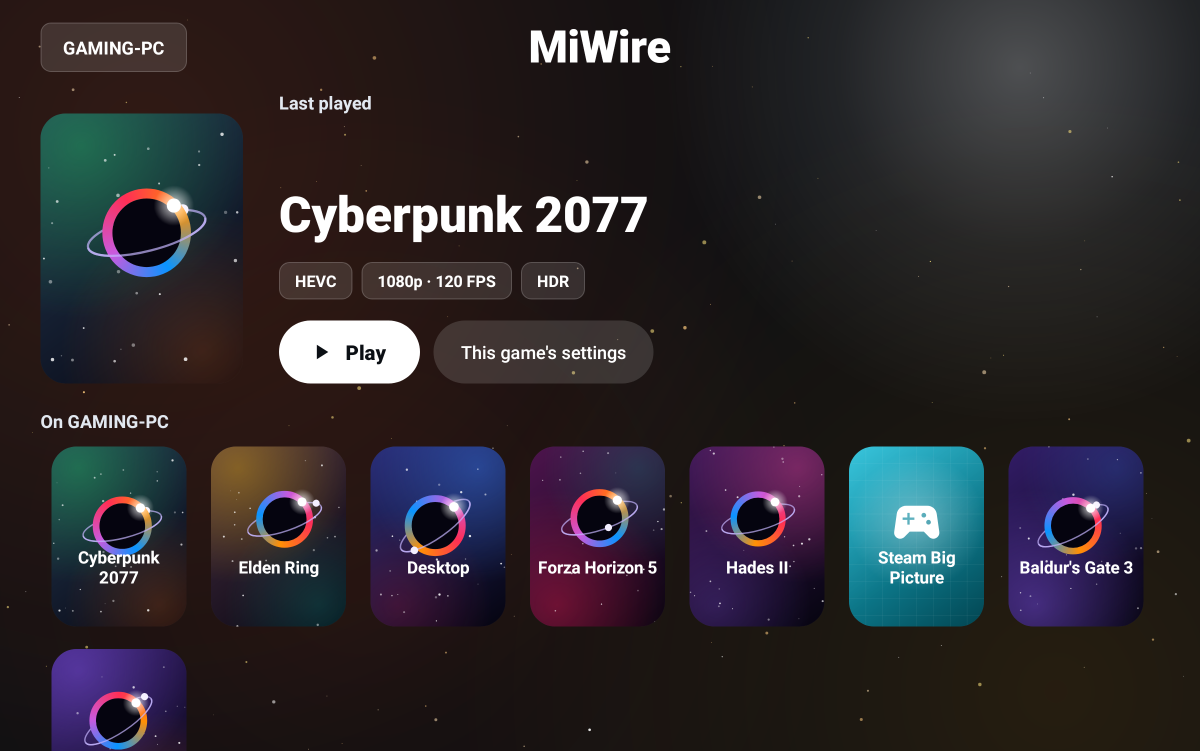 GAMING-PC
MiWire
Last played
Cyberpunk 2077
HEVC
1080p · 120 FPS
HDR
Play
This game's settings
On GAMING-PC
Cyberpunk
2077
Elden Ring
Desktop
Forza Horizon 5
Hades II
Steam Big
Picture
Baldur's Gate 3